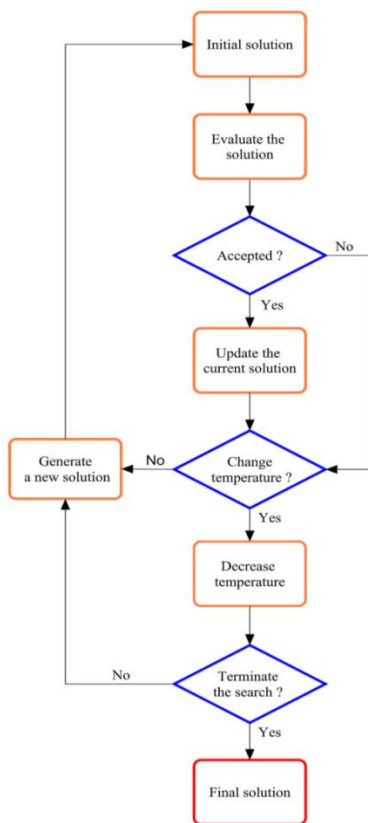 Initial solution
Evaluate the
solution
Accepted ?
No
Yes
Update the
current solution
Generate
a new solution
No
Change
temperature ?
Yes
Decrease
temperature
No
Terminate
the search ?
Yes
Final solution